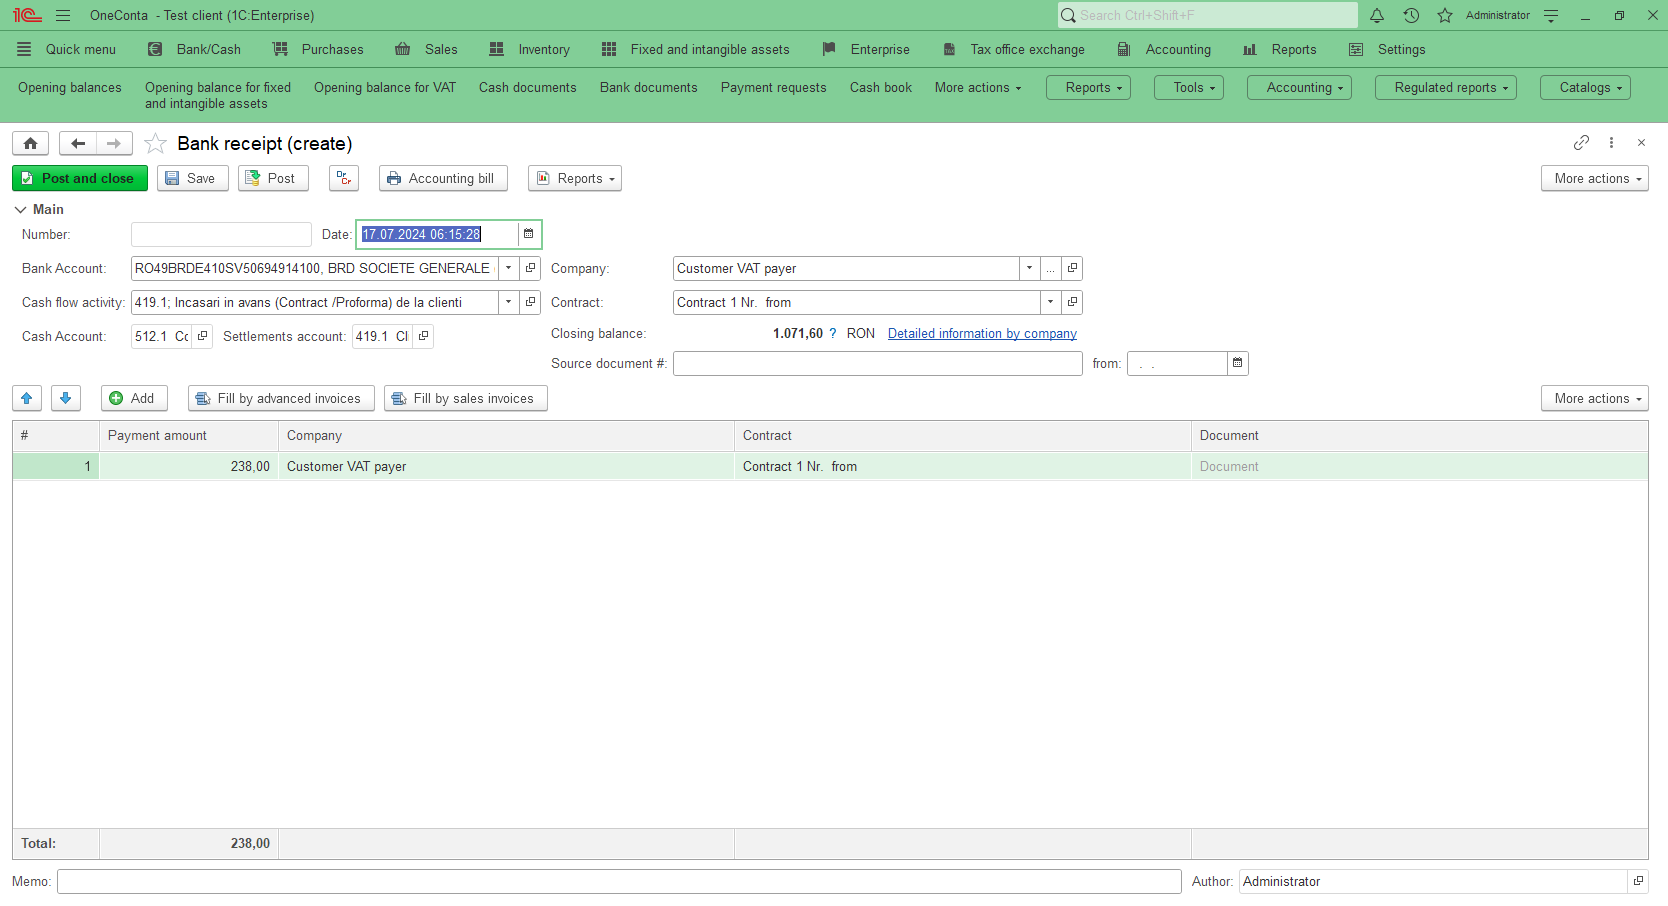 OneConta - Test client (1C:Enterprise)
Search Ctrl+Shift+F
Administrator
Quick menu
Bank/Cash
Purchases
Sales
Inventory
Fixed and intangible assets
Enterprise
Tax office exchange
Accounting
Reports
Settings
Opening balances
Opening balance for fixed
and intangible assets
Opening balance for VAT
Cash documents
Bank documents
Payment requests
Cash book
More actions
Reports
Tools
Accounting
Regulated reports
Catalogs
Bank receipt (create)
Post and close
Save
Post
Dr
Cr
Accounting bill
Reports
More actions
Main
Number:
Date: 17.07.2024 06:15:28
Bank Account: RO49BRDE410SV50694914100, BRD SOCIETE GENERALE
Company: Customer VAT payer
...
Cash flow activity: 419.1; Incasari in avans (Contract /Proforma) de la clienti
Contract: Contract 1 Nr. from
Cash Account: 512.1 Co
Settlements account: 419.1 Cl
Closing balance: 1.071,60 ? RON Detailed information by company
Source document #:
from: . .
Add
Fill by advanced invoices
Fill by sales invoices
More actions
# Payment amount Company Contract Document
1 238,00 Customer VAT payer Contract 1 Nr. from Document
Total: 238,00
Memo:
Author: Administrator